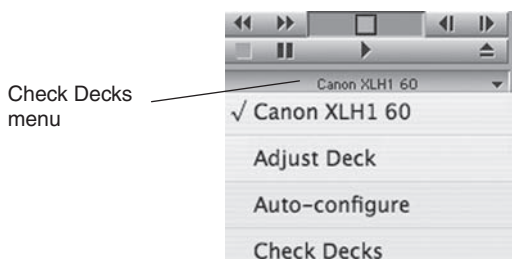 Canon XLH1 60
Check Decks
menu
√ Canon XLH1 60
Adjust Deck
Auto-configure
Check Decks